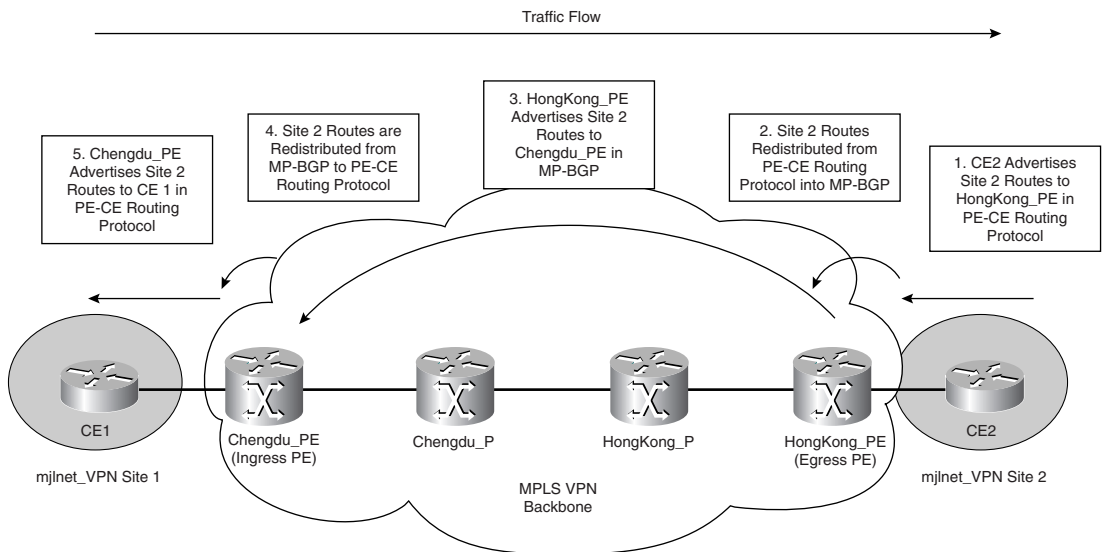 Traffic Flow
5. Chengdu_PE
Advertises Site 2
Routes to CE 1 in
PE-CE Routing
Protocol
4. Site 2 Routes are
Redistributed from
MP-BGP to PE-CE
Routing Protocol
3. HongKong_PE
Advertises Site 2
Routes to
Chengdu_PE in
MP-BGP
2. Site 2 Routes
Redistributed from
PE-CE Routing
Protocol into MP-BGP
1. CE2 Advertises
Site 2 Routes to
HongKong_PE in
PE-CE Routing
Protocol
CE1
Chengdu_PE
(Ingress PE)
Chengdu_P
HongKong_P
HongKong_PE
(Egress PE)
CE2
mjlnet_VPN Site 1
MPLS VPN
Backbone
mjlnet_VPN Site 2